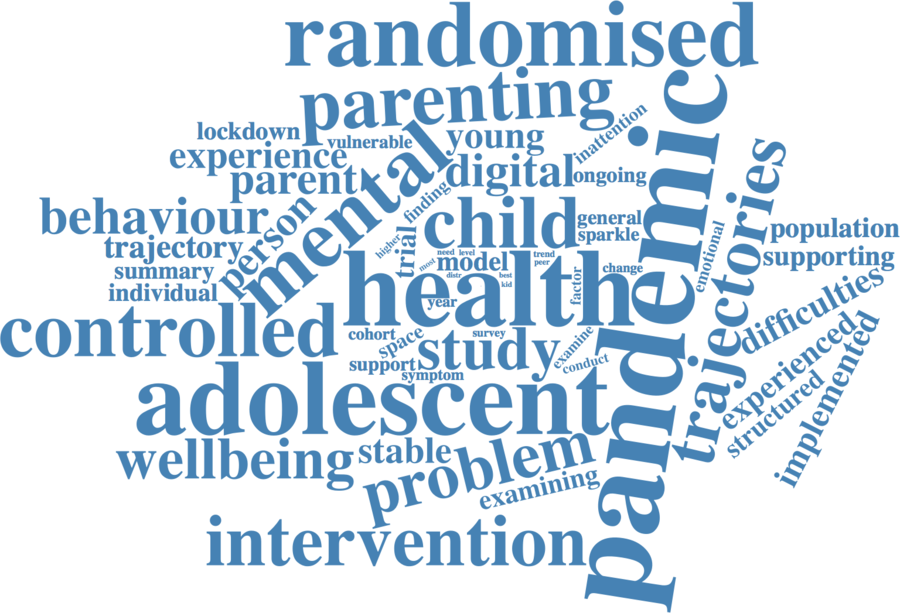 randomised
parenting
pandemic
lockdown
vulnerable
young
inattention
experience
mental
parent
digital
ongoing
trajectories
behaviour
person
finding
child
general
sparkle
emotional
population
trajectory
higher
trial
need
level
trend
supporting
summary
most
model
peer
distr
best
kid
factor
change
individual
health
year
difficulties
controlled
cohort
space
survey
study
examine
conduct
support
symptom
experienced
structured
implemented
adolescent
wellbeing
stable
problem
examining
intervention